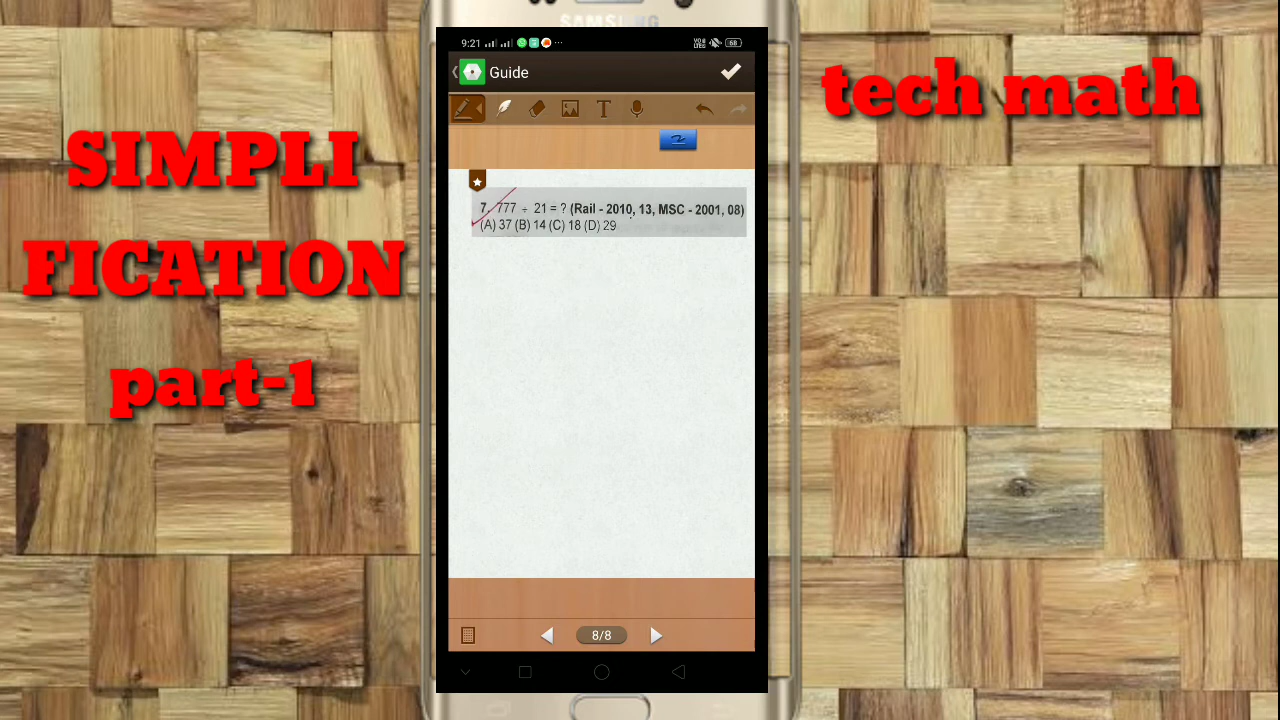 SAMSUNG
tech math
SIMPLI
FICATION
part-1
9:21
68
Guide
T
7. 777 ÷ 21 = ? (Rail - 2010, 13, MSC - 2001, 08)
(A) 37 (B) 14 (C) 18 (D) 29
8/8